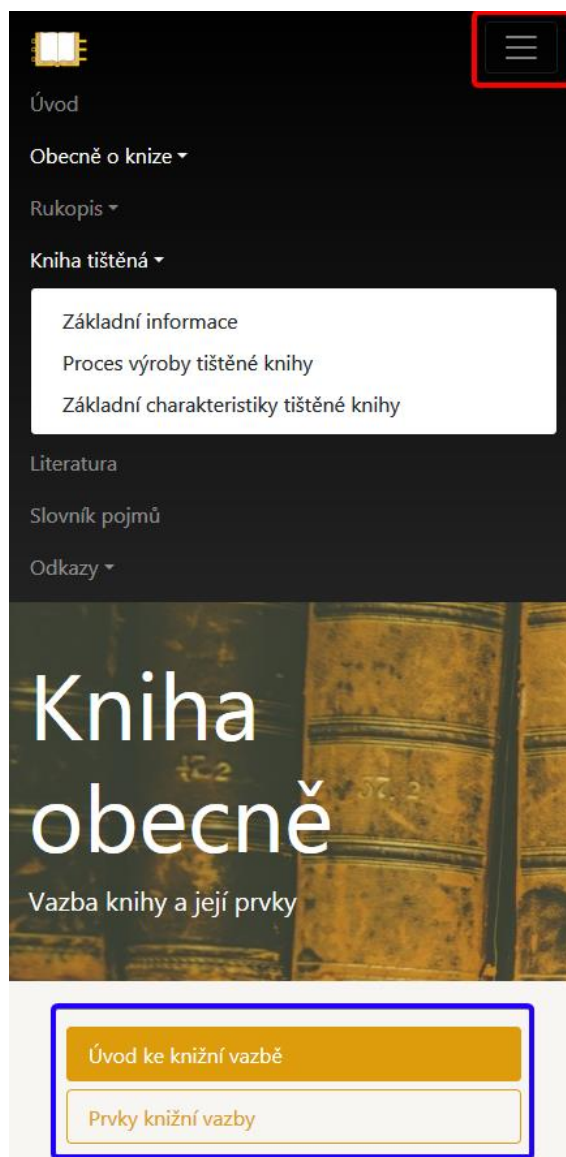 Úvod
Obecně o knize
Rukopis
Kniha tištěná
Základní informace
Proces výroby tištěné knihy
Základní charakteristiky tištěné knihy
Literatura
Slovník pojmů
Odkazy
Kniha
obecně
Vazba knihy a její prvky
Úvod ke knižní vazbě
Prvky knižní vazby